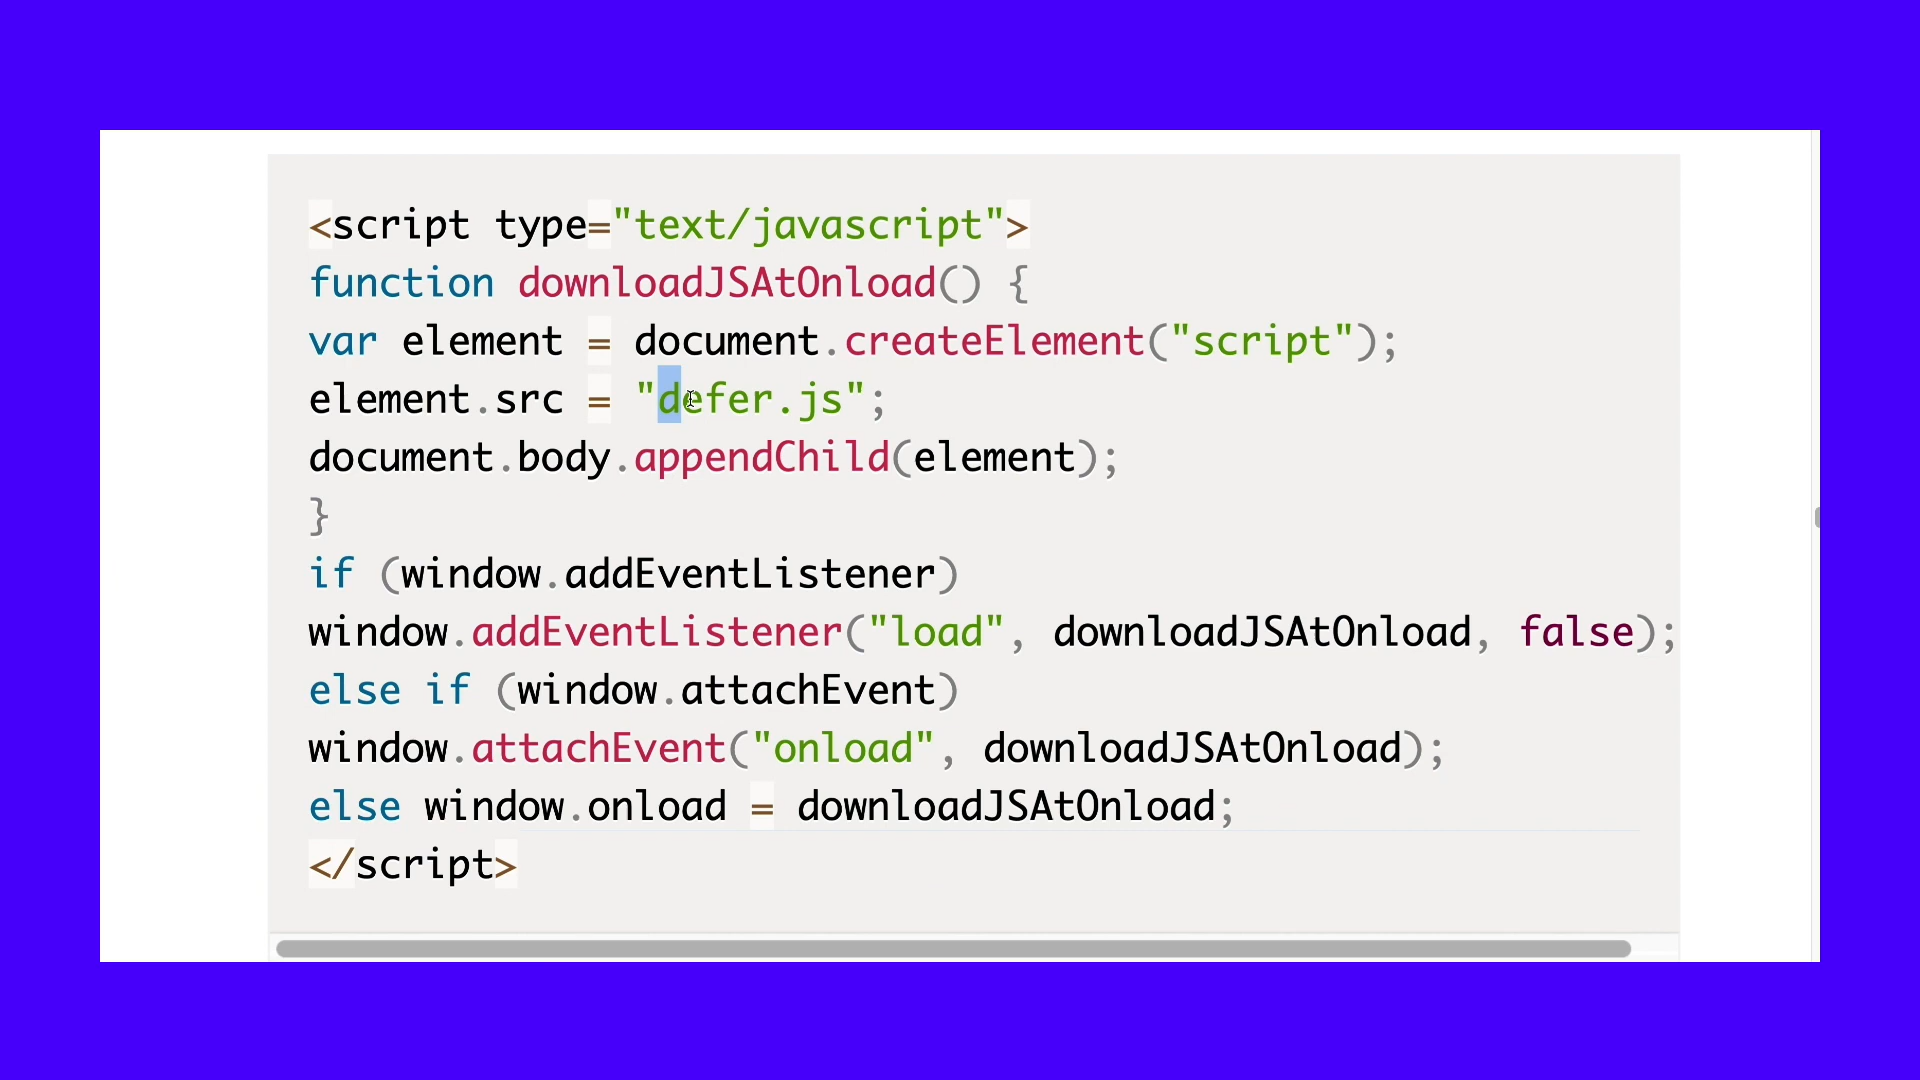 <script type="text/javascript">
function downloadJSAtOnload() {
var element = document.createElement("script");
element.src = "defer.js";
document.body.appendChild(element);
}
if (window.addEventListener)
window.addEventListener("load", downloadJSAtOnload, false);
else if (window.attachEvent)
window.attachEvent("onload", downloadJSAtOnload);
else window.onload = downloadJSAtOnload;
</script>